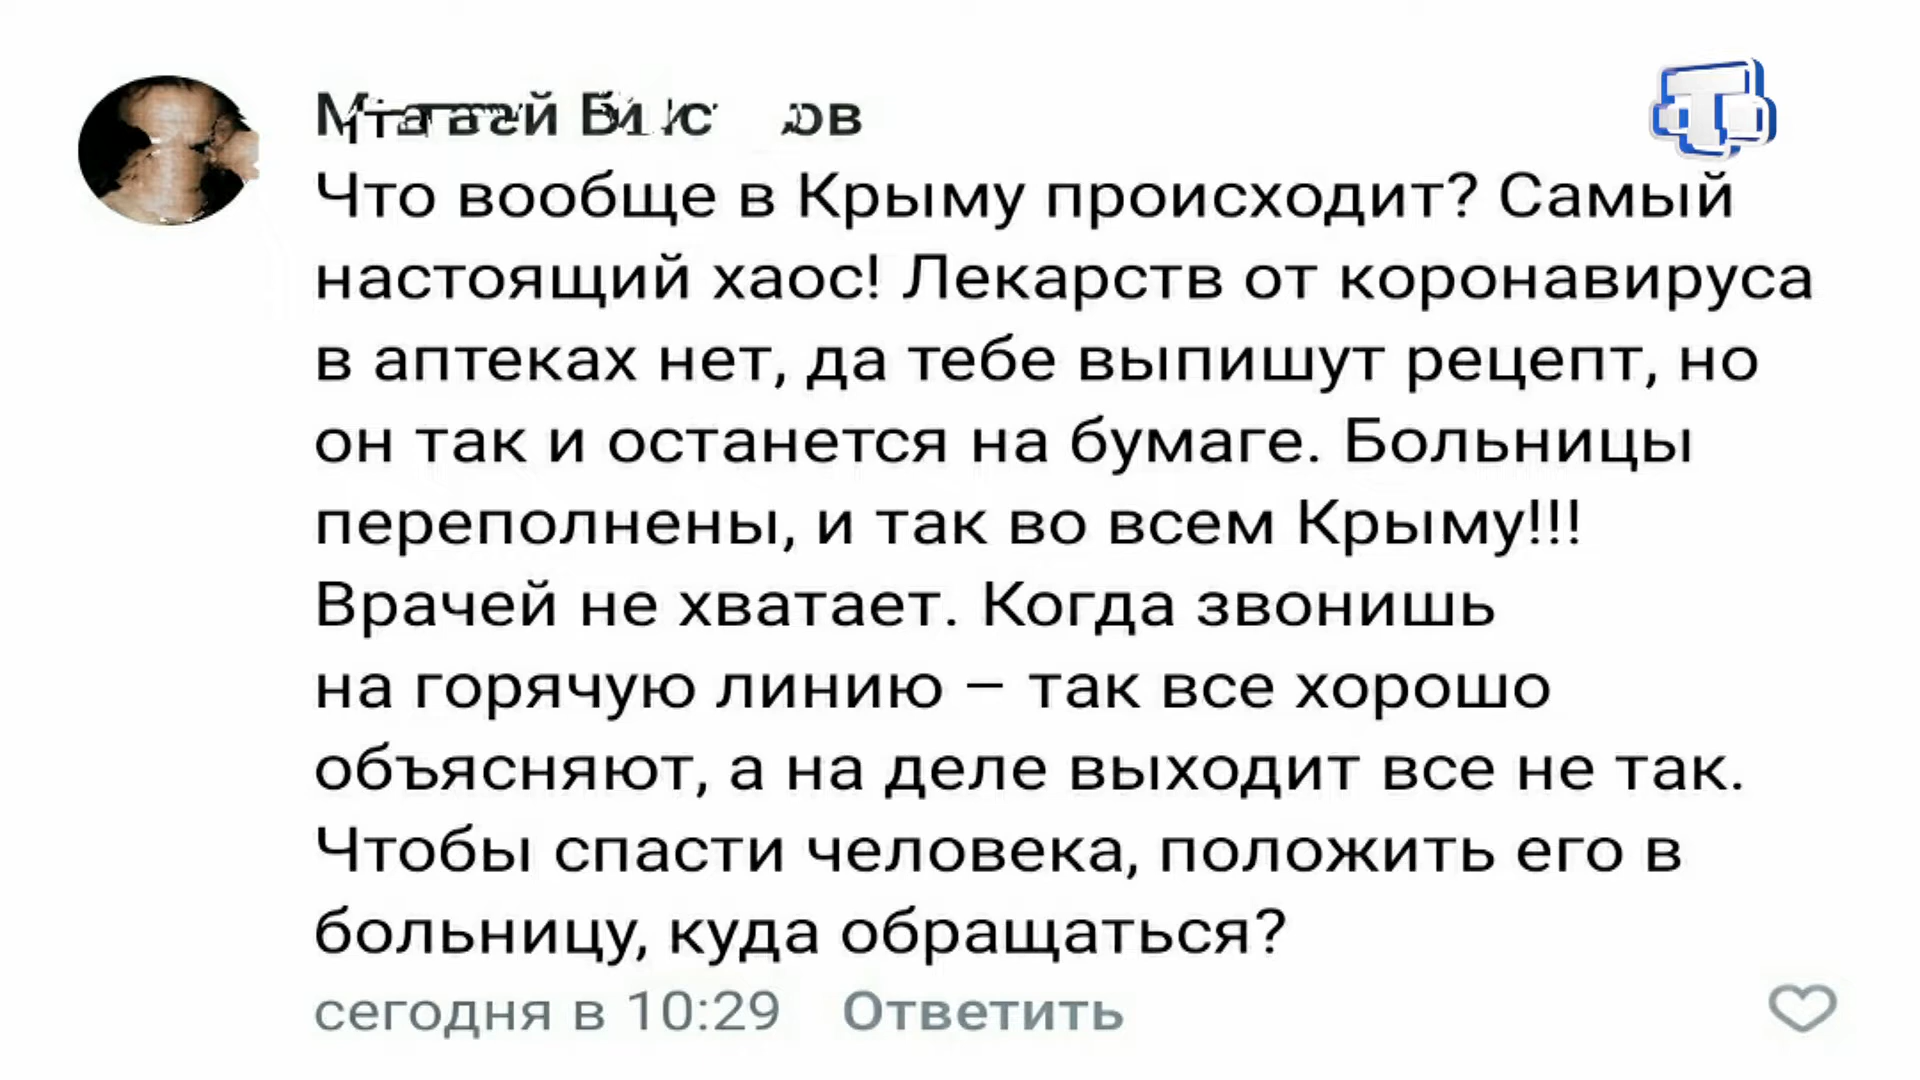 Что вообще в Крыму происходит? Самый
настоящий хаос! Лекарств от коронавируса
в аптеках нет, да тебе выпишут рецепт, но
он так и останется на бумаге. Больницы
переполнены, и так во всем Крыму!!!
Врачей не хватает. Когда звонишь
на горячую линию – так все хорошо
объясняют, а на деле выходит все не так.
Чтобы спасти человека, положить его в
больницу, куда обращаться?
сегодня в 10:29 Ответить